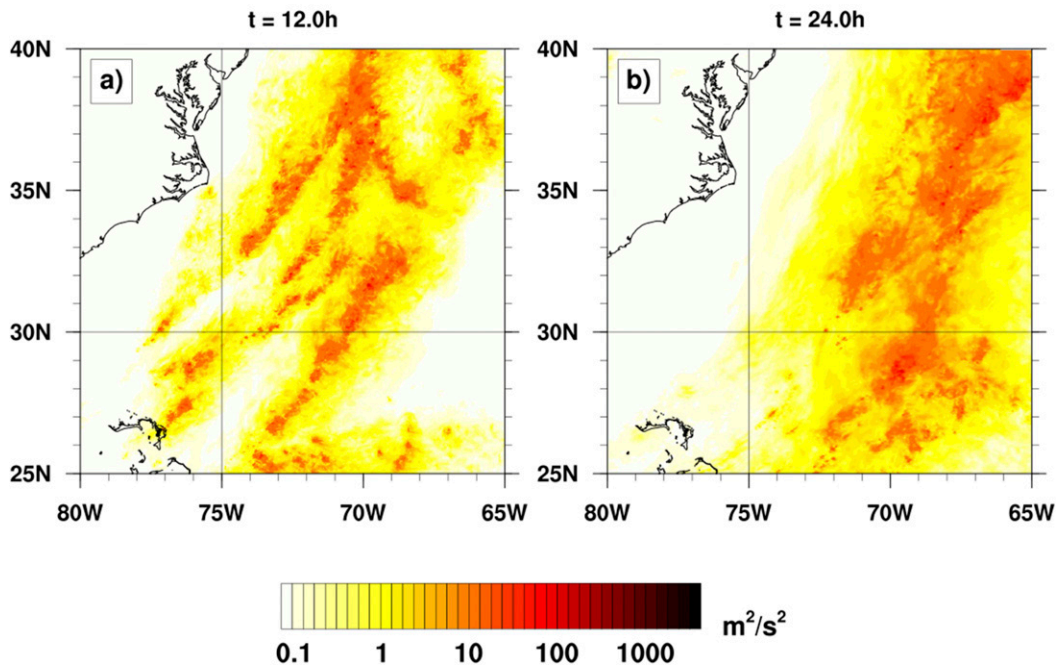 t = 12.0h
t = 24.0h
40N
35N
30N
25N
a)
80W 75W 70W 65W
40N
35N
30N
25N
b)
80W 75W 70W 65W
0.1 1 10 100 1000
m²/s²